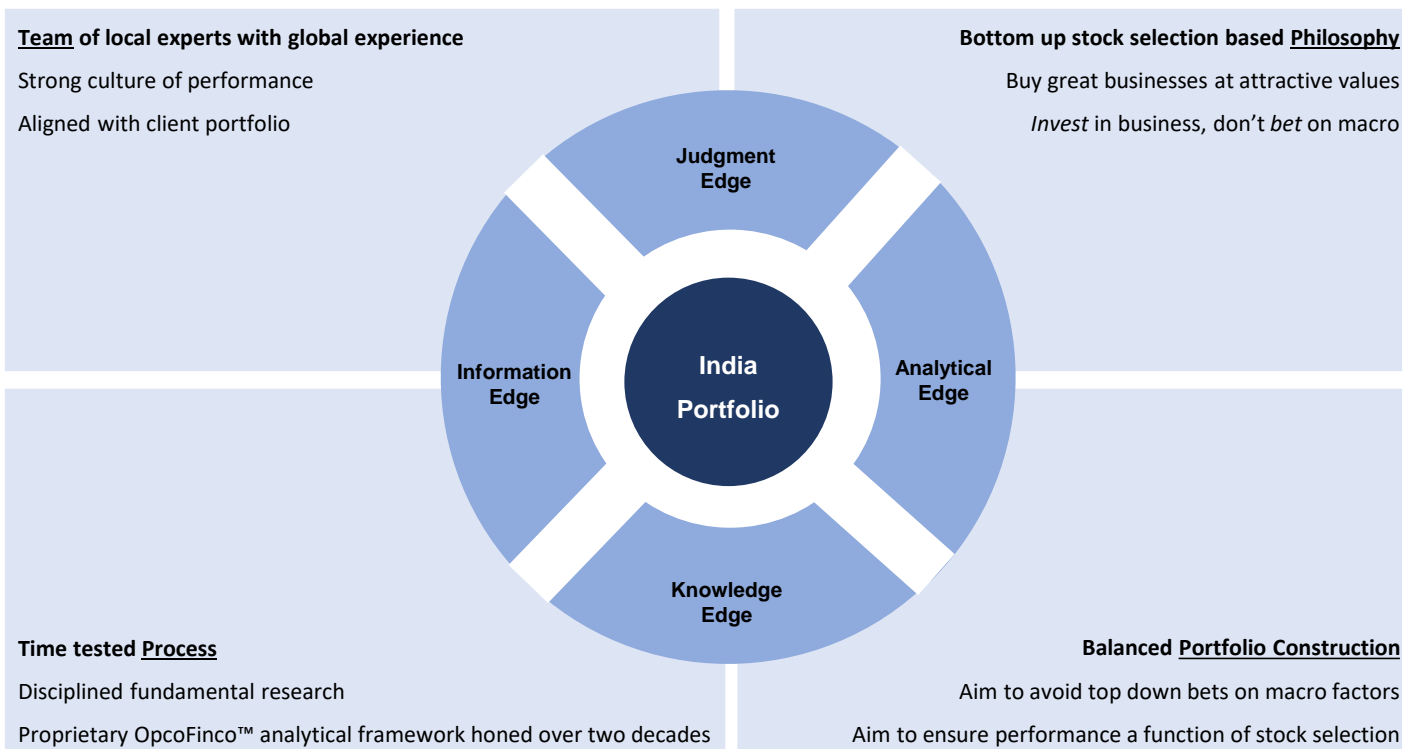 Team of local experts with global experience
Strong culture of performance
Aligned with client portfolio
Bottom up stock selection based Philosophy
Buy great businesses at attractive values
Invest in business, don’t bet on macro
Judgment
Edge
Information
Edge
India
Portfolio
Analytical
Edge
Knowledge
Edge
Time tested Process
Disciplined fundamental research
Proprietary OpcoFinco™ analytical framework honed over two decades
Balanced Portfolio Construction
Aim to avoid top down bets on macro factors
Aim to ensure performance a function of stock selection